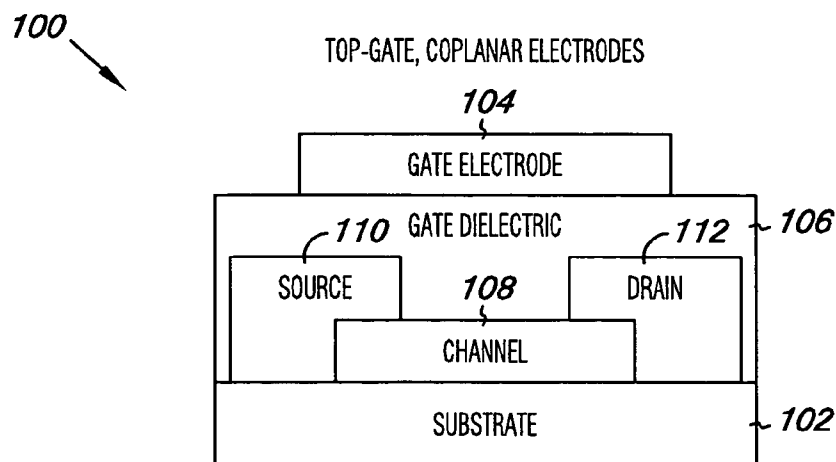 100
TOP-GATE, COPLANAR ELECTRODES
104
GATE ELECTRODE
GATE DIELECTRIC
106
110
112
SOURCE
108
DRAIN
CHANNEL
SUBSTRATE
102